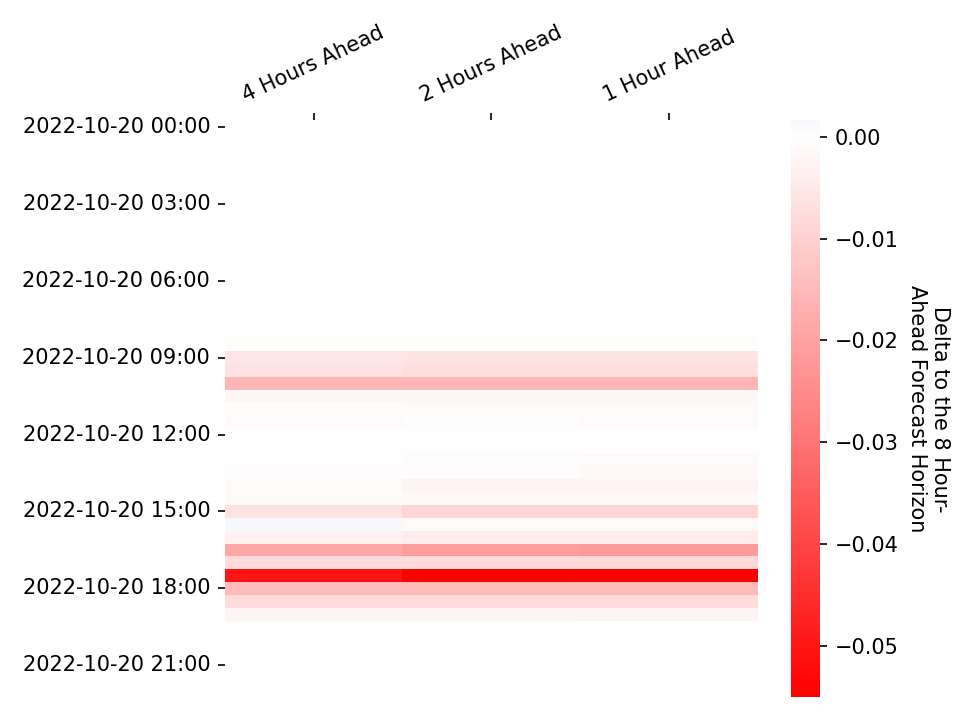 4 Hours Ahead
2 Hours Ahead
1 Hour Ahead
2022-10-20 00:00
2022-10-20 03:00
2022-10-20 06:00
2022-10-20 09:00
2022-10-20 12:00
2022-10-20 15:00
2022-10-20 18:00
2022-10-20 21:00
0.00
−0.01
−0.02
−0.03
−0.04
−0.05
Delta to the 8 Hour-
Ahead Forecast Horizon